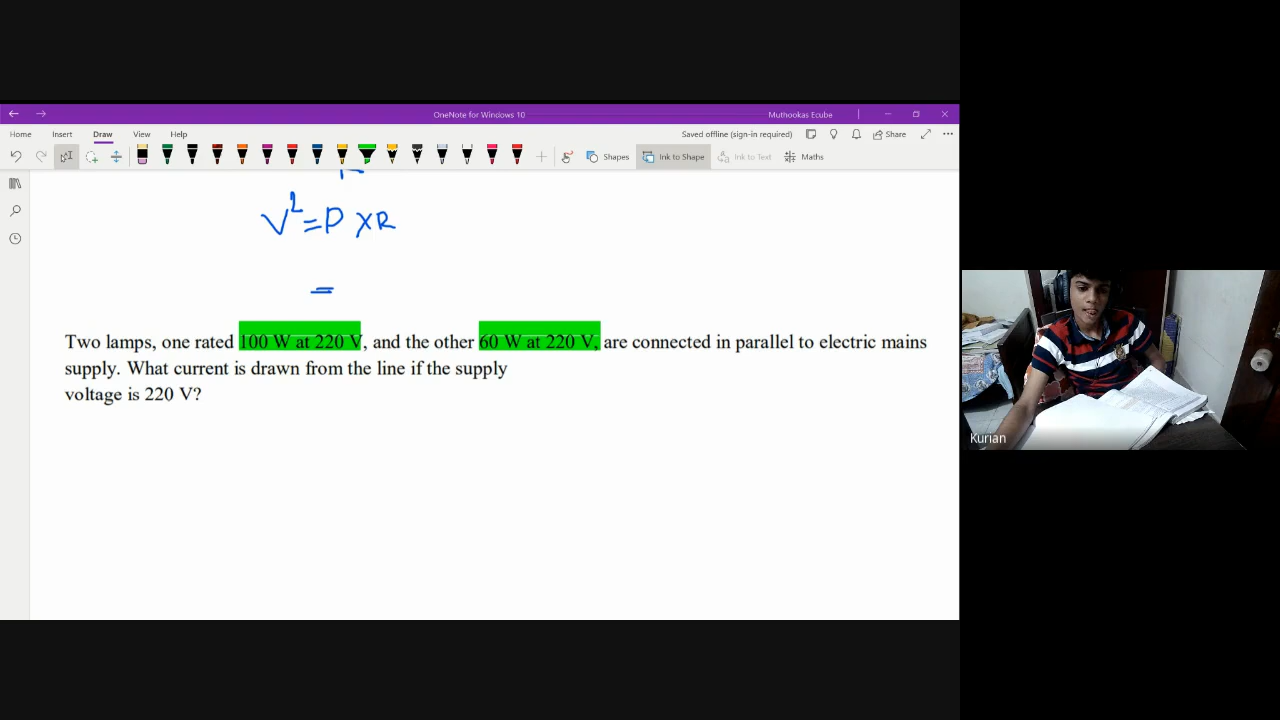 OneNote for Windows 10
Muthookas Ecube
Home Insert Draw View Help
Saved offline (sign-in required)
Share
Shapes
Ink to Shape
Ink to Text
Maths
V² = P x R
=
Two lamps, one rated 100 W at 220 V, and the other 60 W at 220 V, are connected in parallel to electric mains
supply. What current is drawn from the line if the supply
voltage is 220 V?
Kurian